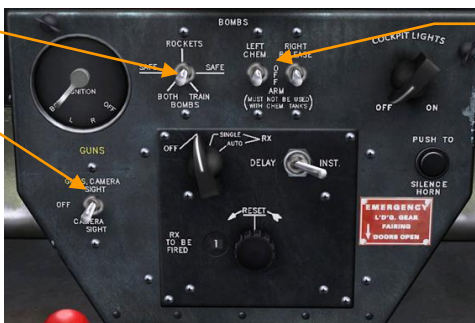 BOMBS
ROCKETS
SAFE
SAFE
BOTH TRAIN
BOMBS
LEFT RIGHT
CHEM. RELEASE
OFF
ARM
(MUST NOT BE USED
WITH CHEM. TANKS)
COCKPIT LIGHTS
OFF ON
IGNITION
B L R OFF
GUNS
GUNS, CAMERA
SIGHT
OFF
CAMERA
SIGHT
OFF
SINGLE
AUTO
RX
DELAY
INST.
RESET
RX
TO BE
FIRED
1
PUSH TO
SILENCE
HORN
EMERGENCY
L'D'G. GEAR
FAIRING
DOORS OPEN